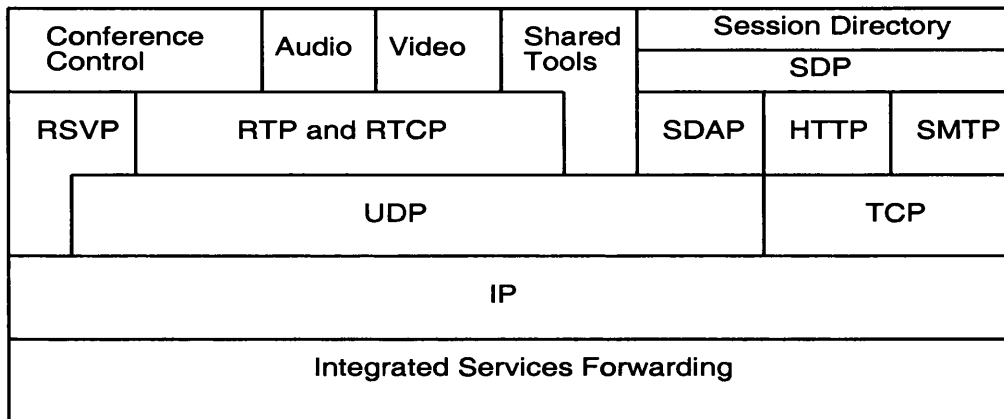 Conference
Control
Audio
Video
Shared
Tools
Session Directory
SDP
RSVP
RTP and RTCP
SDAP
HTTP
SMTP
UDP
TCP
IP
Integrated Services Forwarding